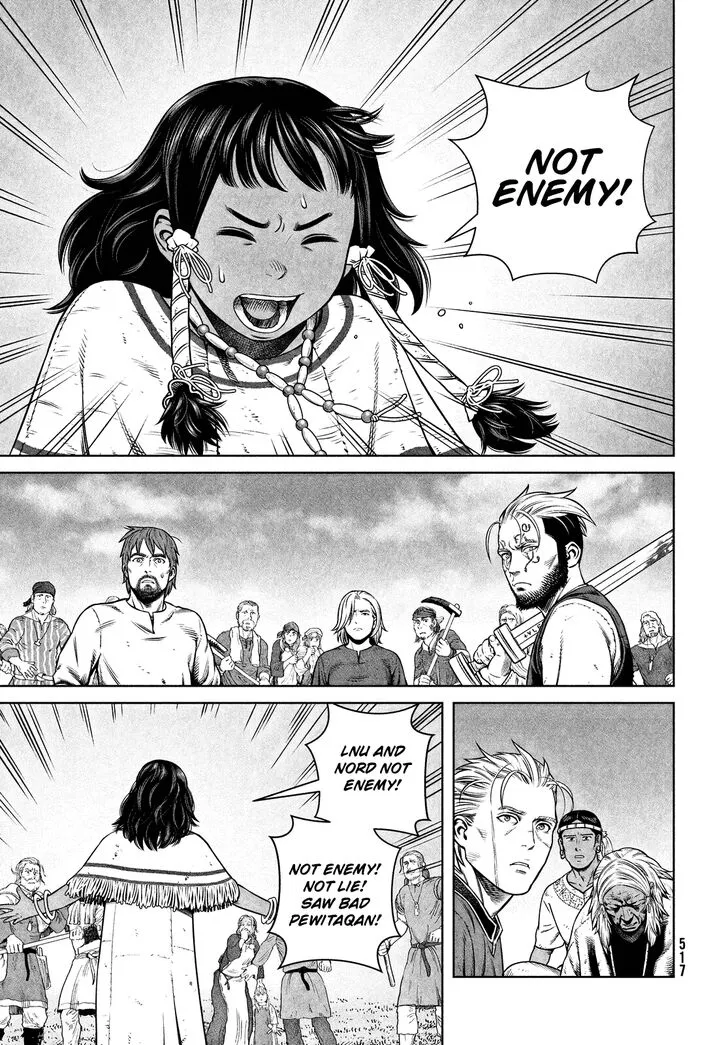 NOT
ENEMY!
LNU AND
NORD NOT
ENEMY!
NOT ENEMY!
NOT LIE!
SAW BAD
PEWITAQAN!
517